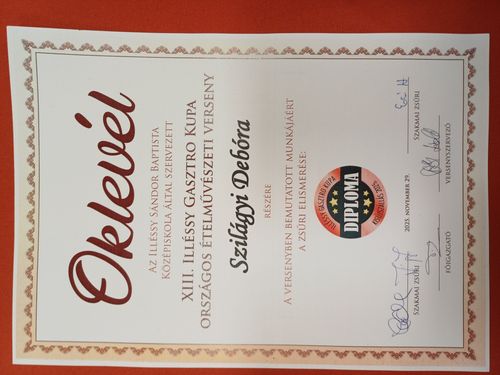 Oklevél
AZ ILLÉSSY SÁNDOR BAPTISTA
KÖZÉPISKOLA ÁLTAL SZERVEZETT
XIII. ILLÉSSY GASZTRO KUPA
ORSZÁGOS ÉTELMŰVÉSZETI VERSENY
Szilágyi Debóra
RÉSZÉRE
A VERSENYBEN BEMUTATOTT MUNKÁJÁÉRT
A ZSŰRI ELISMERÉSE:
ILLÉSSY GASZTRO KUPA
DIPLOMA
2025. NOVEMBER 29.
SZAKMAI ZSŰRI
SZAKMAI ZSŰRI
FŐIGAZGATÓ
VERSENYSZERVEZŐ